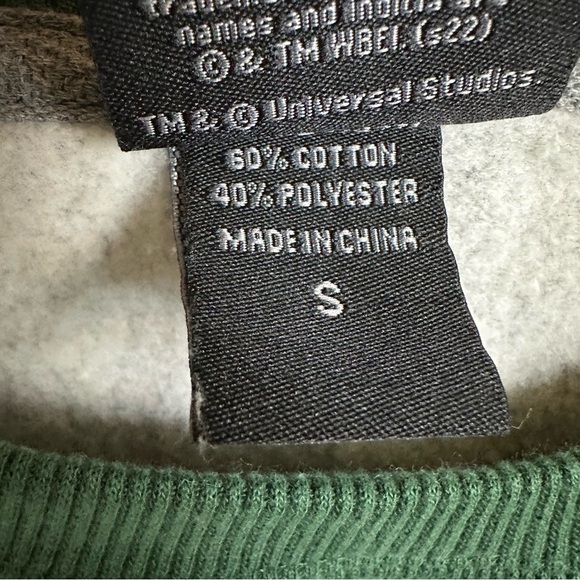 names and indicia are
© & TM WBEI. (s22)
TM & © Universal Studios.
60% COTTON
40% POLYESTER
MADE IN CHINA
S